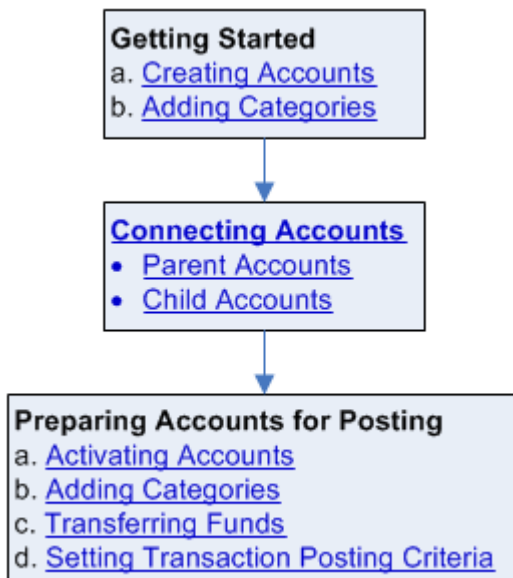 Getting Started
a. Creating Accounts
b. Adding Categories
Connecting Accounts
• Parent Accounts
• Child Accounts
Preparing Accounts for Posting
a. Activating Accounts
b. Adding Categories
c. Transferring Funds
d. Setting Transaction Posting Criteria